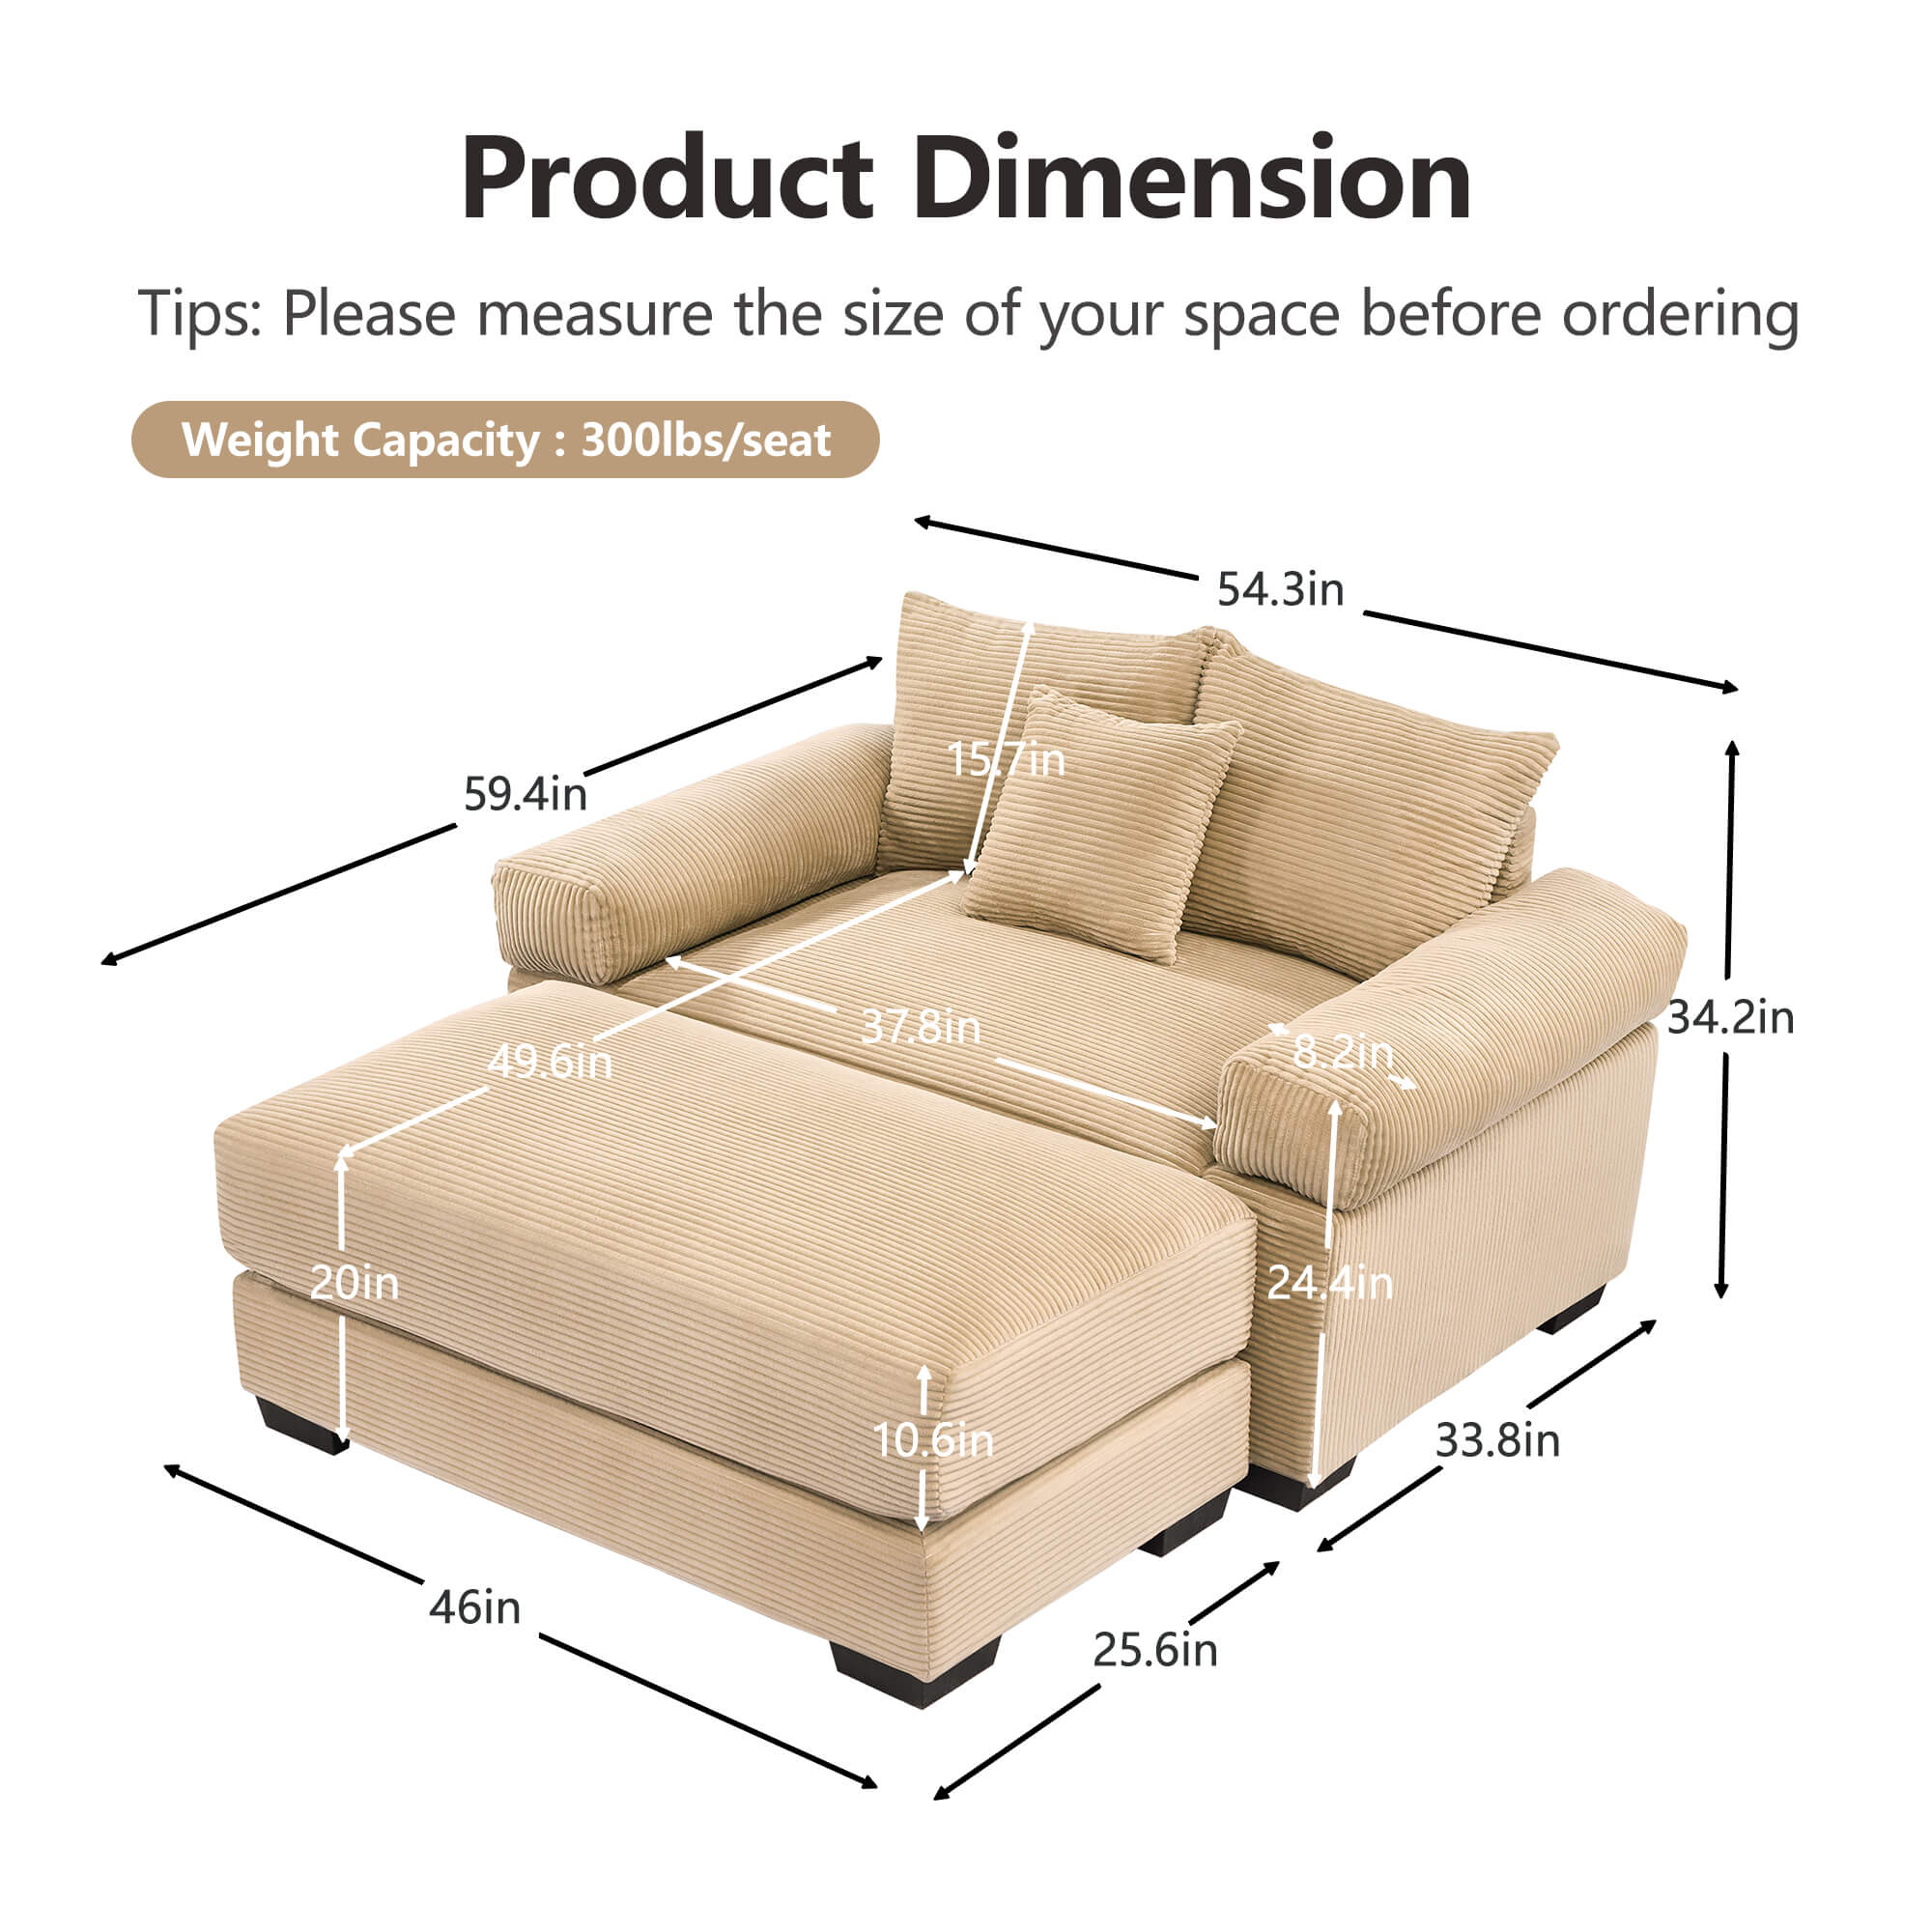 Product Dimension
Tips: Please measure the size of your space before ordering
Weight Capacity : 300lbs/seat
54.3in
15.7in
59.4in
34.2in
37.8in
8.2in
49.6in
20in
24.4in
10.6in
33.8in
46in
25.6in